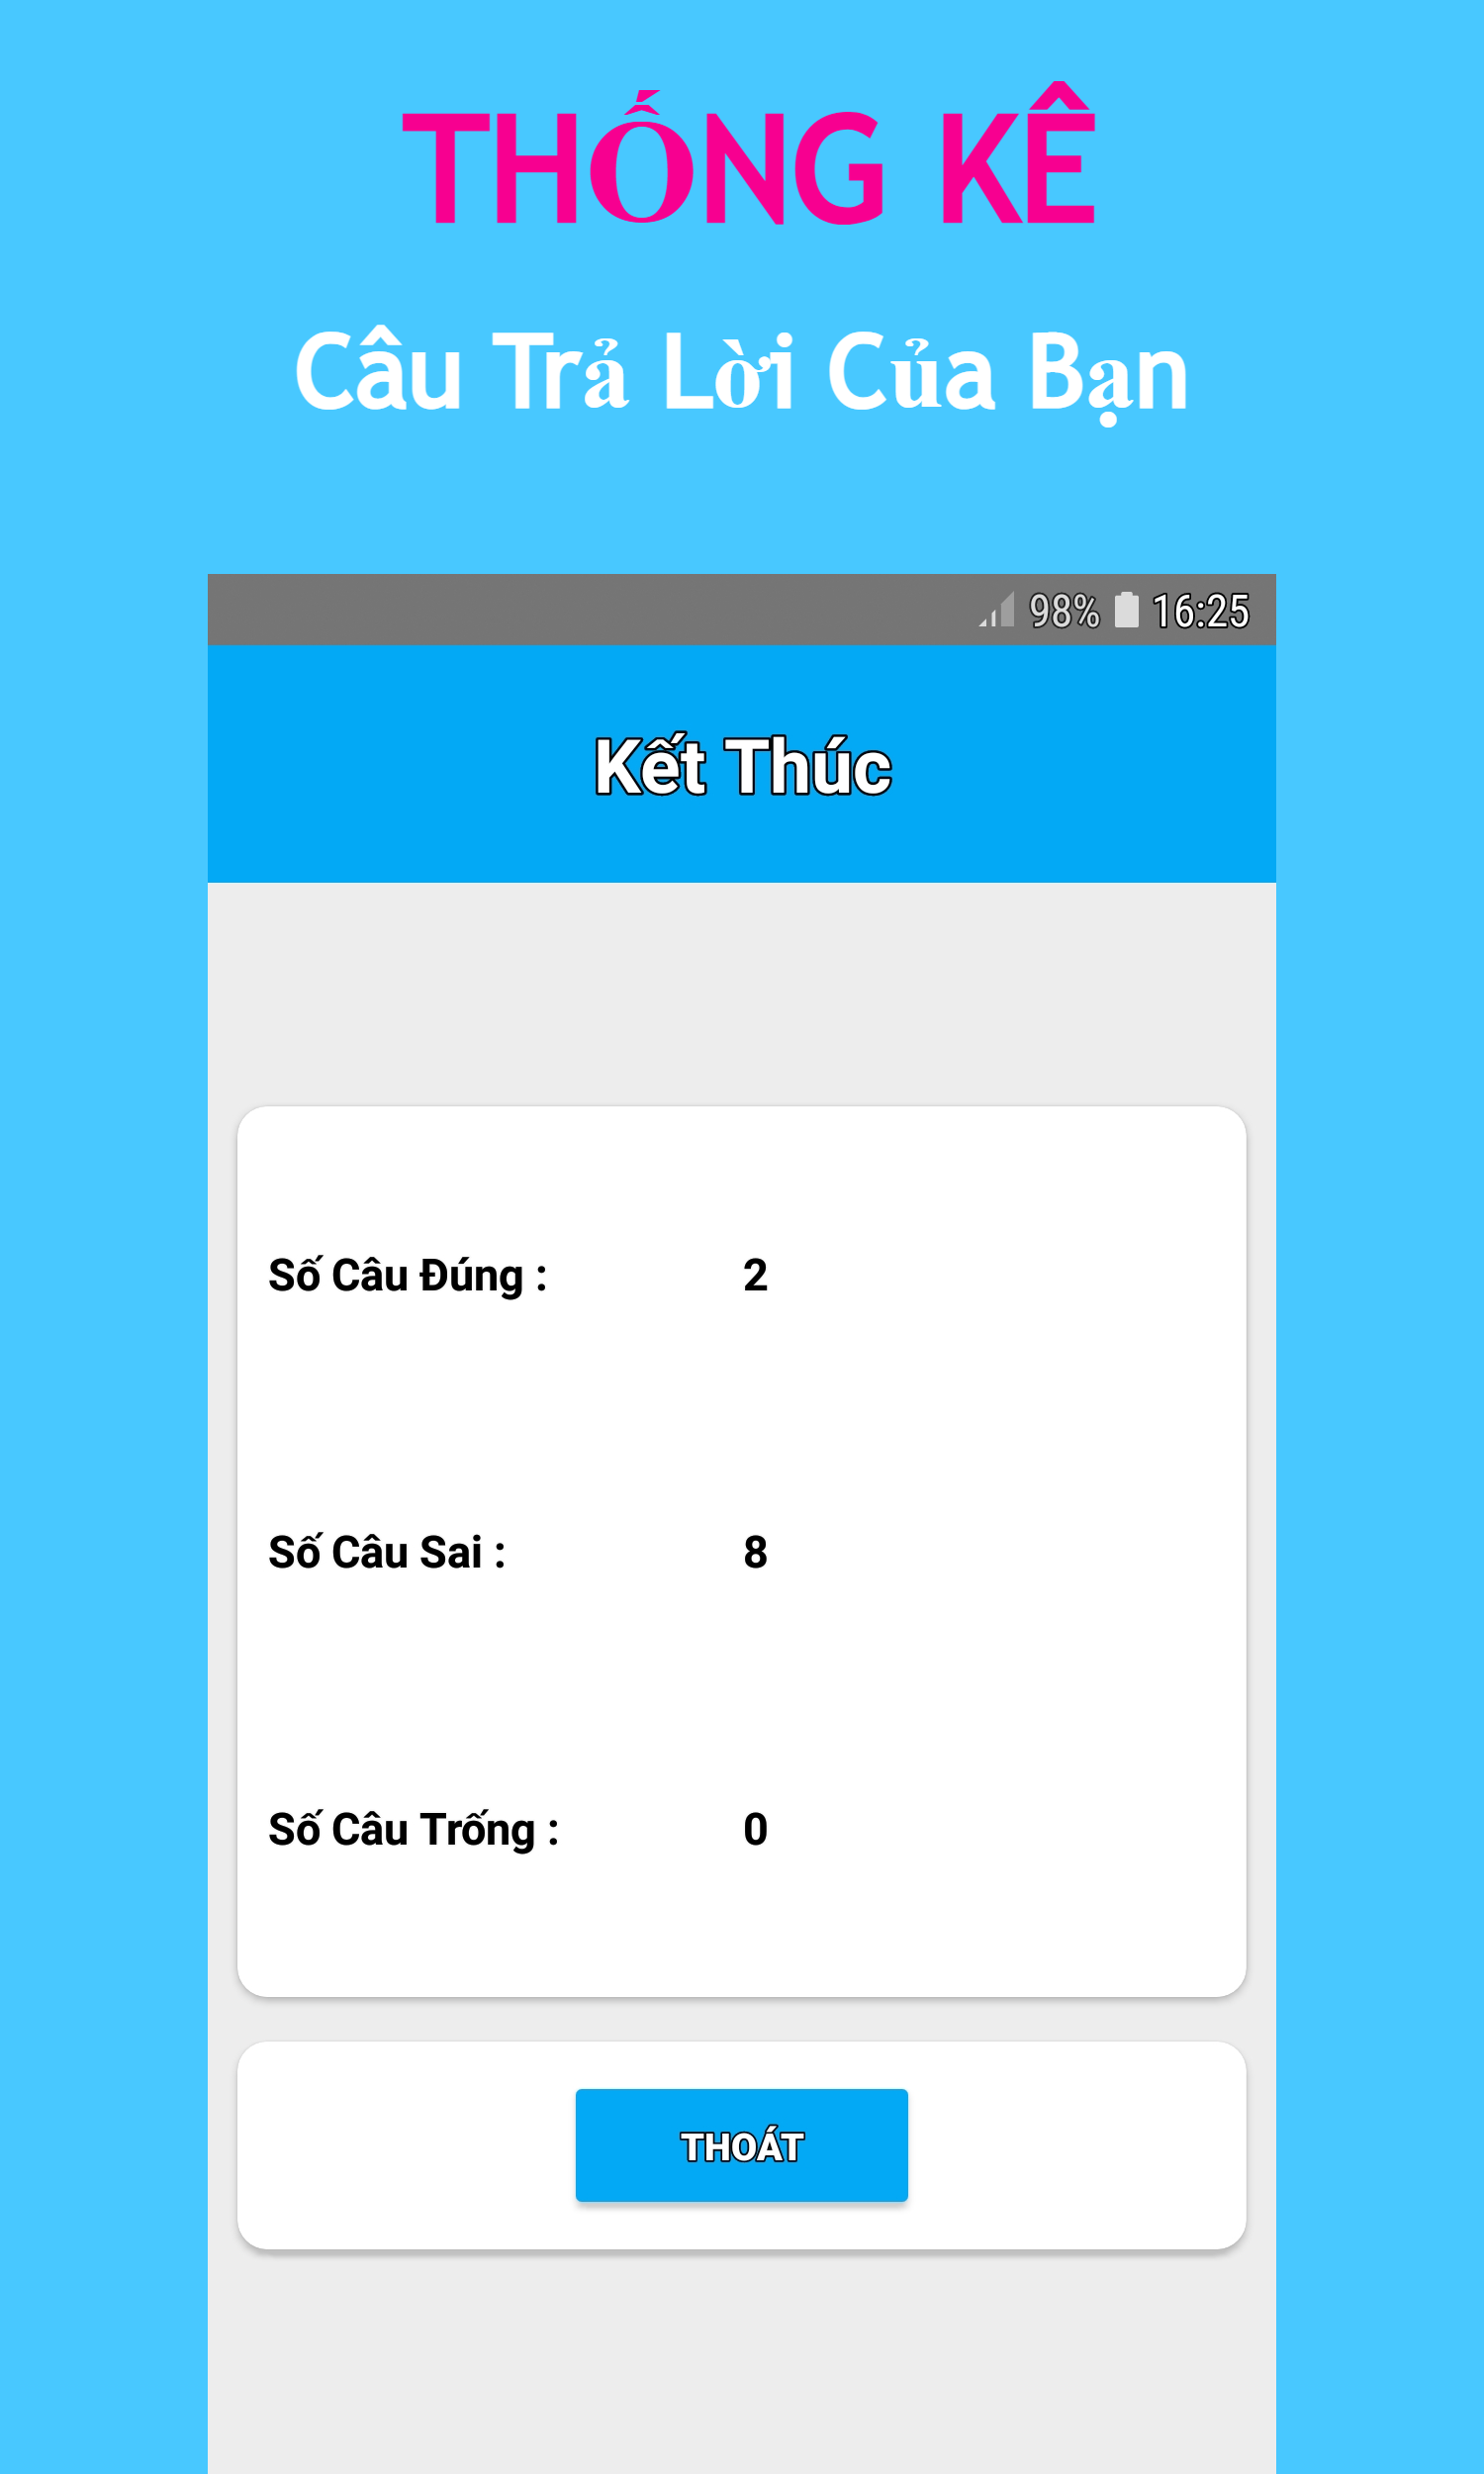 THỐNG KÊ
Câu Trả Lời Của Bạn
98% 16:25
Kết Thúc
Số Câu Đúng : 2
Số Câu Sai : 8
Số Câu Trống : 0
THOÁT